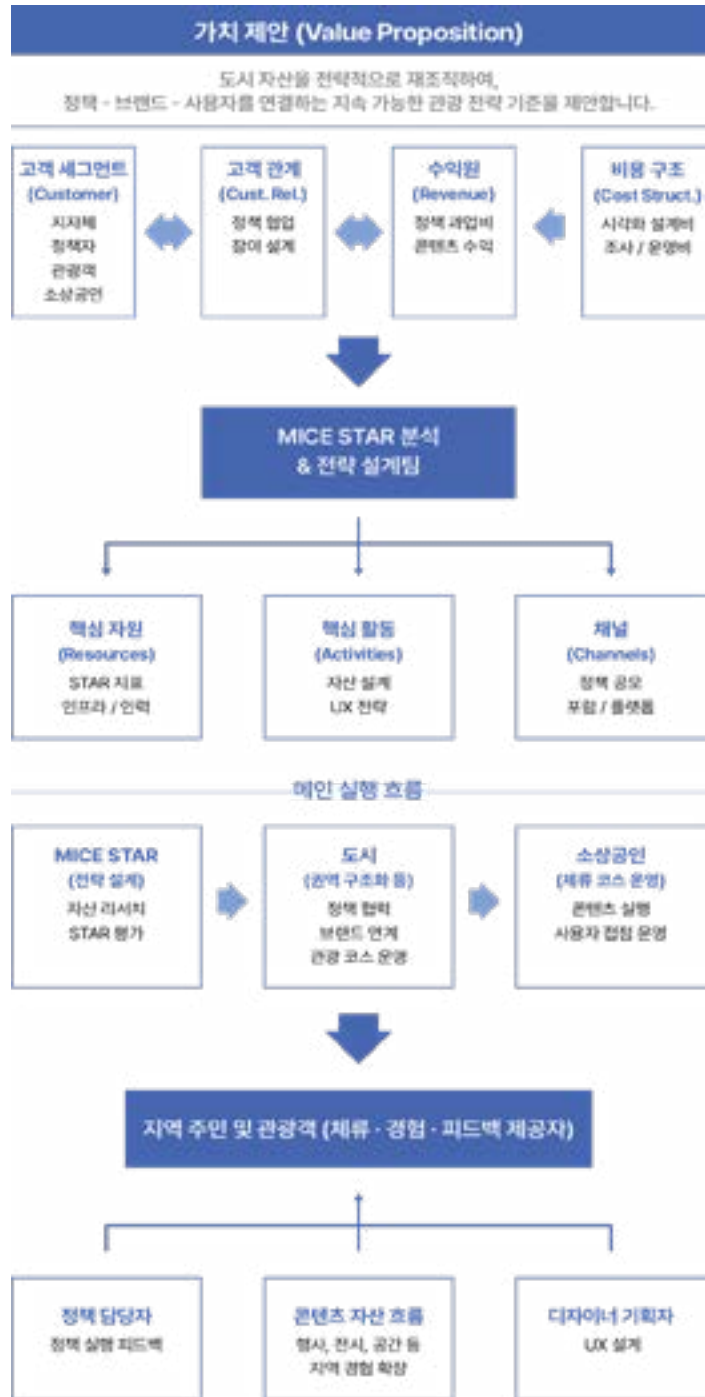 가치 제안 (Value Proposition)
도시 자산을 전략적으로 재조직하여,
정책 - 브랜드 - 사용자를 연결하는 지속 가능한 관광 전략 기준을 제안합니다.
고객 세그먼트
(Customer)
지자체
정책자
관광객
소상공인
고객 관계
(Cust. Rel.)
정책 협업
참여 설계
수익원
(Revenue)
정책 과업비
콘텐츠 수익
비용 구조
(Cost Struct.)
시각화 설계비
조사 / 운영비
MICE STAR 분석
& 전략 설계팀
핵심 자원
(Resources)
STAR 지표
인프라 / 인력
핵심 활동
(Activities)
자산 설계
UX 전략
채널
(Channels)
정책 공모
포럼 / 플랫폼
메인 실행 흐름
MICE STAR
(전략 설계)
자산 리서치
STAR 평가
도시
(권역 구조화 등)
정책 협력
브랜드 연계
관광 코스 운영
소상공인
(체류 코스 운영)
콘텐츠 실행
사용자 접점 운영
지역 주민 및 관광객 (체류 · 경험 · 피드백 제공자)
정책 담당자
정책 실행 피드백
콘텐츠 자산 흐름
행사, 전시, 공간 등
지역 경험 확장
디자이너 기획자
UX 설계